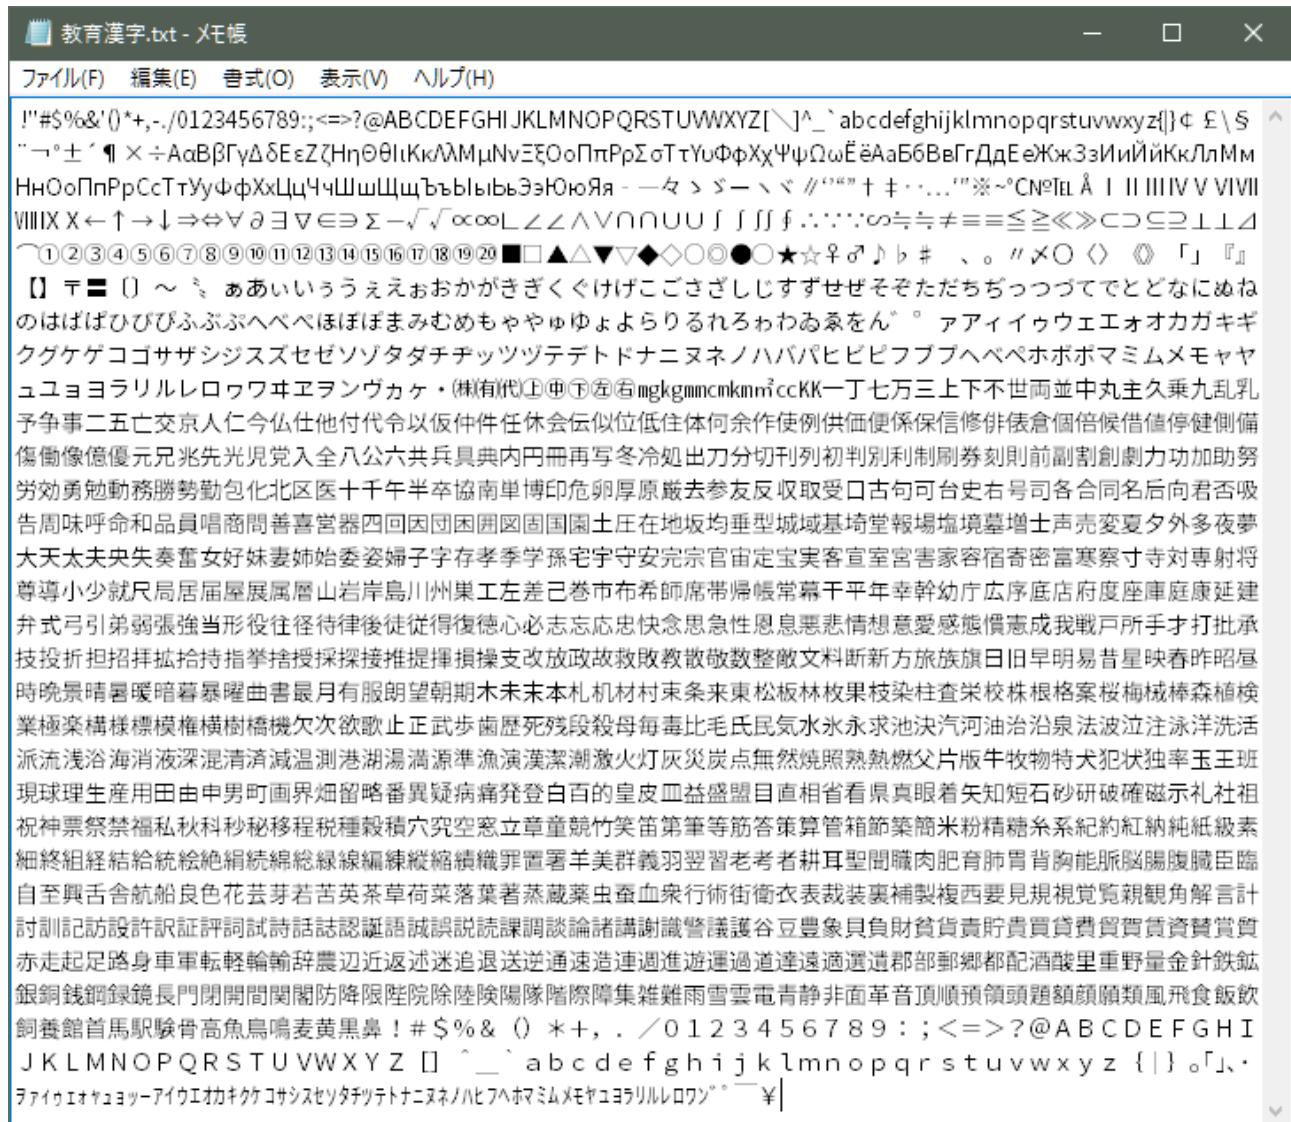 教育漢字.txt - メモ帳
ファイル(F) 編集(E) 書式(O) 表示(V) ヘルプ(H)
!"#$%&'()*+,-./0123456789:;<=>?@ABCDEFGHIJKLMNOPQRSTUVWXYZ[＼]^_`abcdefghijklmnopqrstuvwxyz{|}¢£\§
¨¬°±´¶×÷ΑαΒβΓγΔδΕεΖζΗηΘθΙιΚκΛλΜμΝνΞξΟοΠπΡρΣσΤτΥυΦφΧχΨψΩωЁёАаБбВвГгДдЕеЖжЗзИиЙйКкЛлМм
НнОоПпРрСсТтУуФфХхЦцЧчШшЩщЪъЫыЬьЭэЮюЯя‐―々ゝゞーヽヾ∥‘’“”†‡‥…′″※~℃№℡ÅⅠⅡⅢⅣⅤⅥⅦ
ⅧⅨⅩ←↑→↓⇒⇔∀∂∃∇∈∋∑−√√∝∞∟∠∠∧∨∩∩∪∪∫∫∬∮∴∵∵∽≒≒≠≡≡≦≧≪≫⊂⊃⊆⊇⊥⊥⊿
⌒①②③④⑤⑥⑦⑧⑨⑩⑪⑫⑬⑭⑮⑯⑰⑱⑲⑳■□▲△▼▽◆◇○◎●○★☆♀♂♪♭♯　、。〃〆〇〈〉《》「」『』
【】〒〓〔〕～〝〟ぁあぃいぅうぇえぉおかがきぎくぐけげこごさざしじすずせぜそぞただちぢっつづてでとどなにぬね
のはばぱひびぴふぶぷへべぺほぼぽまみむめもゃやゅゆょよらりるれろゎわゐゑをん゛゜ァアィイゥウェエォオカガキギ
クグケゲコゴサザシジスズセゼソゾタダチヂッツヅテデトドナニヌネノハバパヒビピフブプヘベペホボポマミムメモャヤ
ュユョヨラリルレロヮワヰヱヲンヴヵヶ・㈱㈲㈹㊤㊥㊦㊧㊨㎎㎏㎜㎝㎞㎡㏄㏍一丁七万三上下不世両並中丸主久乗九乱乳
予争事二五亡交京人仁今仏仕他付代令以仮仲件任休会伝似位低住体何余作使例供価便係保信修俳俵倉個倍候借値停健側備
傷働像億優元兄兆先光児党入全八公六共兵具典内円冊再写冬冷処出刀分切刊列初判別利制刷券刻則前副割創劇力功加助努
労効勇勉動務勝勢勤包化北区医十千午半卒協南単博印危卵厚原厳去参友反収取受口古句可台史右号司各合同名后向君否吸
告周味呼命和品員唱商問善喜営器四回因団困囲図固国園土圧在地坂均垂型城域基埼堂報場塩境墓増士声売変夏夕外多夜夢
大天太夫央失奏奮女好妹妻姉始委姿婦子字存孝季学孫宅宇守安完宗官宙定宝実客宣室宮害家容宿寄密富寒察寸寺対専射将
尊導小少就尺局居届屋展属層山岩岸島川州巣工左差己巻市布希師席帯帰帳常幕干平年幸幹幼庁広序底店府度座庫庭康延建
弁式弓引弟弱張強当形役往径待律後徒従得復徳心必志忘応忠快念思急性恩息悪悲情想意愛感態慣憲成我戦戸所手才打批承
技投折担招拝拡拾持指挙捨授採探接推提揮損操支改放政故救敗教散敬数整敵文料断新方旅族旗日旧早明易昔星映春昨昭昼
時晩景晴暑暖暗暮暴曜曲書最月有服朗望朝期木未末本札机材村束条来東松板林枚果枝染柱査栄校株根格案桜梅械棒森植検
業極楽構様標模権横樹橋機欠次欲歌止正武歩歯歴死残段殺母毎毒比毛氏民気水氷永求池決汽河油治沿泉法波泣注泳洋洗活
派流浅浴海消液深混清済減温測港湖湯満源準漁演漢潔潮激火灯灰災炭点無然焼照熟熱燃父片版牛牧物特犬犯状独率玉王班
現球理生産用田由申男町画界畑留略番異疑病痛発登白百的皇皮皿益盛盟目直相省看県真眼着矢知短石砂研破確磁示礼社祖
祝神票祭禁福私秋科秒秘移程税種穀積穴究空窓立章童競竹笑笛第筆等筋答策算管箱節築簡米粉精糖糸系紀約紅納純紙級素
細終組経結給統絵絶絹続綿総緑線編練縦縮績織罪置署羊美群義羽翌習老考者耕耳聖聞職肉肥育肺胃背胸能脈脳腸腹臓臣臨
自至興舌舎航船良色花芸芽若苦英茶草荷菜落葉著蒸蔵薬虫蚕血衆行術街衛衣表裁装裏補製複西要見規視覚覧親観角解言計
討訓記訪設許訳証評詞試詩話誌認誕語誠誤説読課調談論諸講謝識警議護谷豆豊象貝負財貧貨責貯貴買貸費貿賀賃資賛賞質
赤走起足路身車軍転軽輪輸辞農辺近返述迷追退送逆通速造連週進遊運過道達遠適選遺郡部郵郷都配酒酸里重野量金針鉄鉱
銀銅銭鋼録鏡長門閉開間関閣防降限陛院除陸険陽隊階際障集雑難雨雪雲電青静非面革音頂順預領頭題額顔願類風飛食飯飲
飼養館首馬駅験骨高魚鳥鳴麦黄黒鼻！＃＄％＆（）＊＋，．／０１２３４５６７８９：；＜＝＞？＠ＡＢＣＤＥＦＧＨＩ
ＪＫＬＭＮＯＰＱＲＳＴＵＶＷＸＹＺ［］＾＿｀ａｂｃｄｅｆｇｈｉｊｋｌｍｎｏｐｑｒｓｔｕｖｗｘｙｚ｛｜｝｡｢｣､･
ｦｧｨｩｪｫｬｭｮｯｰｱｲｳｴｵｶｷｸｹｺｻｼｽｾｿﾀﾁﾂﾃﾄﾅﾆﾇﾈﾉﾊﾋﾌﾍﾎﾏﾐﾑﾒﾓﾔﾕﾖﾗﾘﾙﾚﾛﾜﾝﾞﾟ￣￥